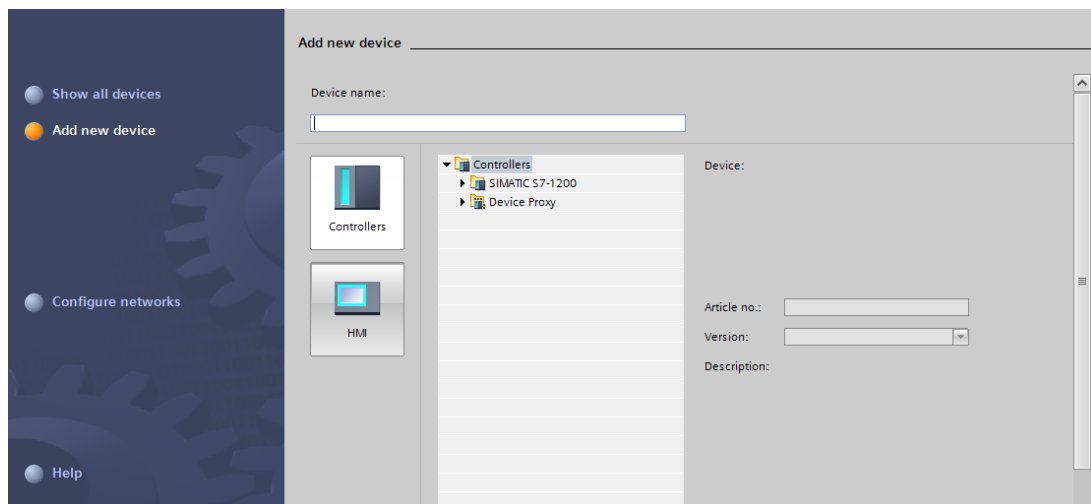 Add new device
Show all devices
Device name:
Add new device
Controllers
Device:
SIMATIC S7-1200
Device Proxy
Controllers
Configure networks
Article no.:
HMI
Version:
Description:
Help